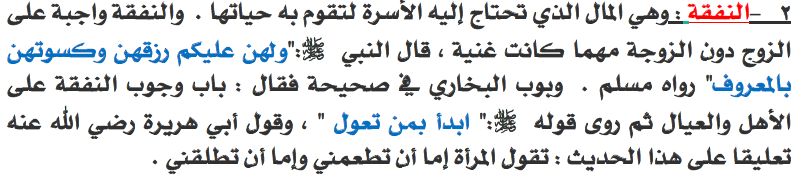 ٢ –النفقة : وهي المال الذي تحتاج إليه الأسرة لتقوم به حياتها . والنفقة واجبة على
الزوج دون الزوجة مهما كانت غنية ، قال النبي ﷺ:"ولهن عليكم رزقهن وكسوتهن
بالمعروف" رواه مسلم . وبوب البخاري في صحيحة فقال : باب وجوب النفقة على
الأهل والعيال ثم روى قوله ﷺ:" ابدأ بمن تعول " ، وقول أبي هريرة رضي الله عنه
تعليقا على هذا الحديث : تقول المرأة إما أن تطعمني وإما أن تطلقني .